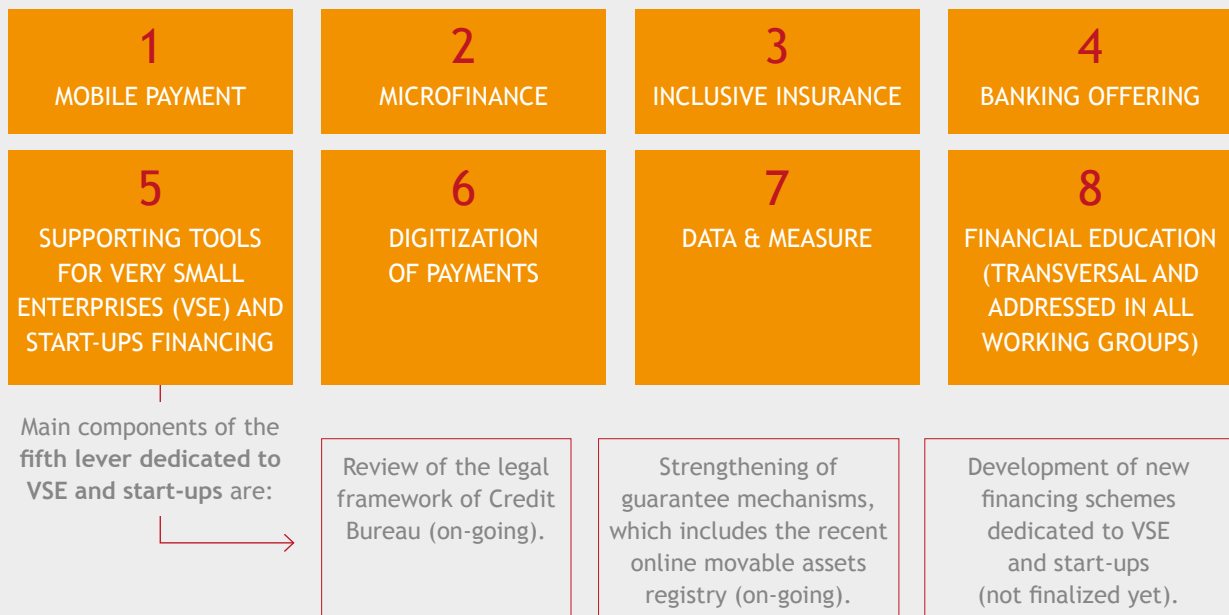 1
MOBILE PAYMENT
2
MICROFINANCE
3
INCLUSIVE INSURANCE
4
BANKING OFFERING
5
SUPPORTING TOOLS
FOR VERY SMALL
ENTERPRISES (VSE) AND
START-UPS FINANCING
6
DIGITIZATION
OF PAYMENTS
7
DATA & MEASURE
8
FINANCIAL EDUCATION
(TRANSVERSAL AND
ADDRESSED IN ALL
WORKING GROUPS)
Main components of the
fifth lever dedicated to
VSE and start-ups are:
Review of the legal
framework of Credit
Bureau (on-going).
Strengthening of
guarantee mechanisms,
which includes the recent
online movable assets
registry (on-going).
Development of new
financing schemes
dedicated to VSE
and start-ups
(not finalized yet).